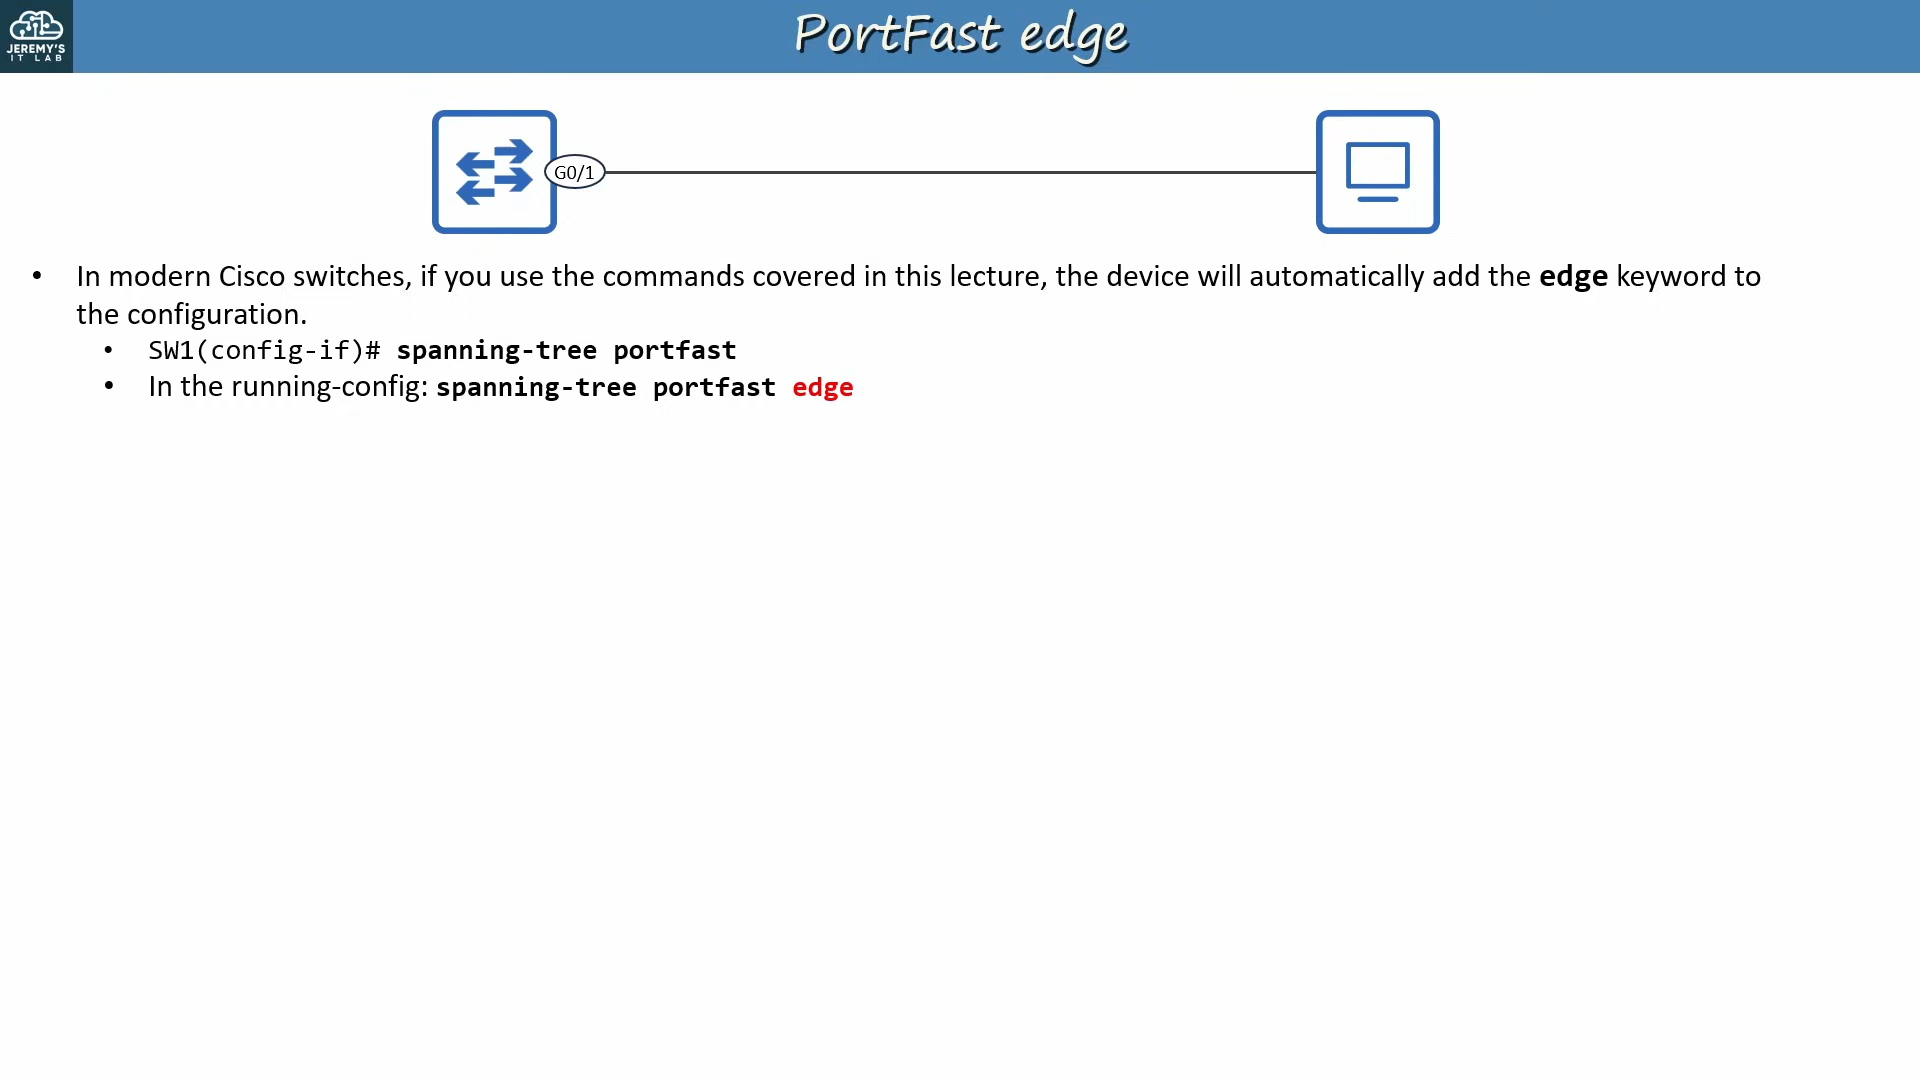 JEREMY'S
IT LAB
PortFast edge
G0/1
• In modern Cisco switches, if you use the commands covered in this lecture, the device will automatically add the edge keyword to
the configuration.
• SW1(config-if)# spanning-tree portfast
• In the running-config: spanning-tree portfast edge